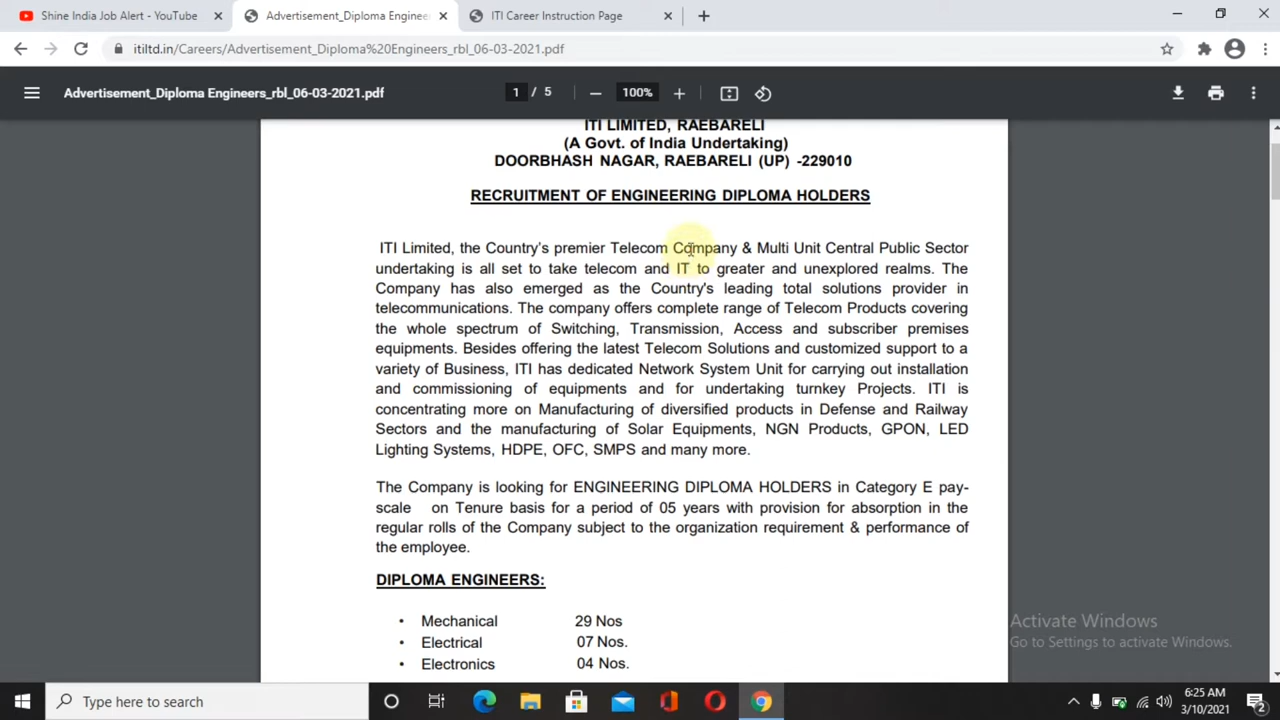 Shine India Job Alert - YouTube
Advertisement_Diploma Enginee
ITI Career Instruction Page
itiltd.in/Careers/Advertisement_Diploma%20Engineers_rbl_06-03-2021.pdf
Advertisement_Diploma Engineers_rbl_06-03-2021.pdf
1 / 5
100%
ITI LIMITED, RAEBARELI
(A Govt. of India Undertaking)
DOORBHASH NAGAR, RAEBARELI (UP) -229010
RECRUITMENT OF ENGINEERING DIPLOMA HOLDERS
ITI Limited, the Country's premier Telecom Company & Multi Unit Central Public Sector
undertaking is all set to take telecom and IT to greater and unexplored realms. The
Company has also emerged as the Country's leading total solutions provider in
telecommunications. The company offers complete range of Telecom Products covering
the whole spectrum of Switching, Transmission, Access and subscriber premises
equipments. Besides offering the latest Telecom Solutions and customized support to a
variety of Business, ITI has dedicated Network System Unit for carrying out installation
and commissioning of equipments and for undertaking turnkey Projects. ITI is
concentrating more on Manufacturing of diversified products in Defense and Railway
Sectors and the manufacturing of Solar Equipments, NGN Products, GPON, LED
Lighting Systems, HDPE, OFC, SMPS and many more.
The Company is looking for ENGINEERING DIPLOMA HOLDERS in Category E pay-
scale on Tenure basis for a period of 05 years with provision for absorption in the
regular rolls of the Company subject to the organization requirement & performance of
the employee.
DIPLOMA ENGINEERS:
• Mechanical 29 Nos
• Electrical 07 Nos.
• Electronics 04 Nos.
Activate Windows
Go to Settings to activate Windows.
Type here to search
6:25 AM
3/10/2021
2